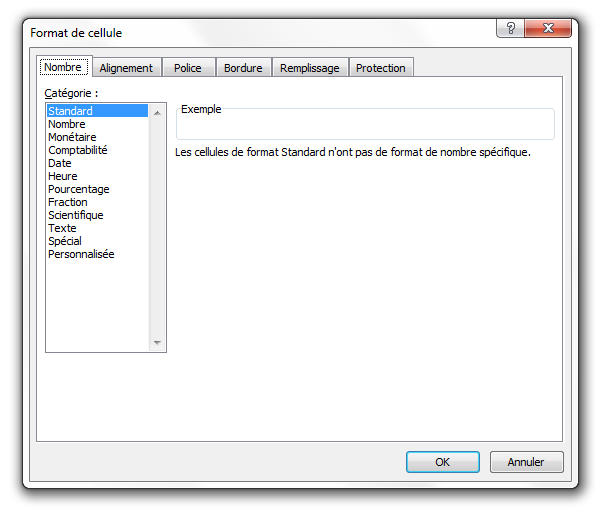 Format de cellule
Nombre Alignement Police Bordure Remplissage Protection
Catégorie :
Standard
Nombre
Monétaire
Comptabilité
Date
Heure
Pourcentage
Fraction
Scientifique
Texte
Spécial
Personnalisée
Exemple
Les cellules de format Standard n'ont pas de format de nombre spécifique.
OK Annuler